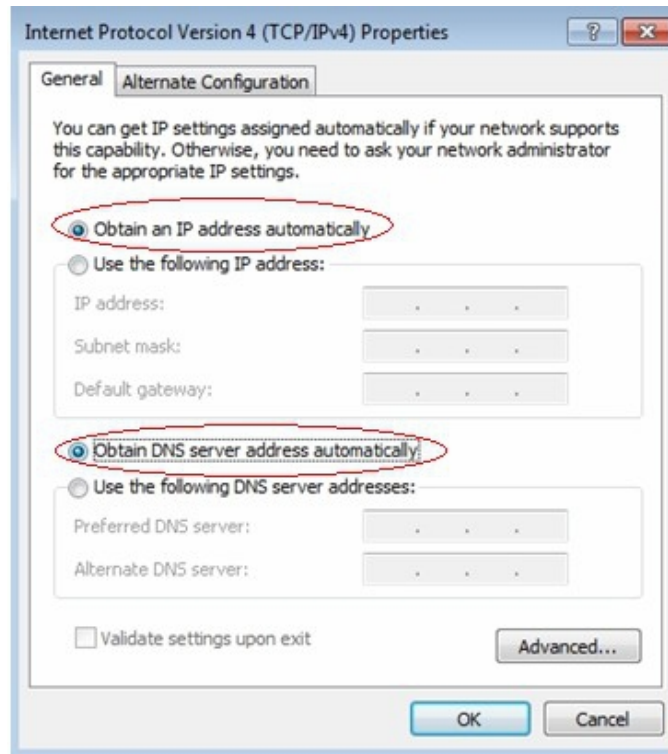 Internet Protocol Version 4 (TCP/IPv4) Properties
General
Alternate Configuration
You can get IP settings assigned automatically if your network supports
this capability. Otherwise, you need to ask your network administrator
for the appropriate IP settings.
Obtain an IP address automatically
Use the following IP address:
IP address:
Subnet mask:
Default gateway:
Obtain DNS server address automatically
Use the following DNS server addresses:
Preferred DNS server:
Alternate DNS server:
Validate settings upon exit
Advanced...
OK
Cancel